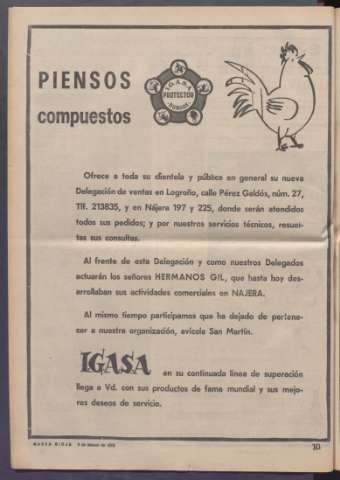 PIENSOS
compuestos
IGASA
PROTECTOR
Ofrece a toda su clientela y público en general su nueva
Delegación de ventas en Logroño, calle Pérez Galdós, núm. 27,
Tlf. 213835, y en Nájera 197 y 225, donde serán atendidos
todos sus pedidos; y por nuestros servicios técnicos, resuel-
tas sus consultas.
Al frente de esta Delegación y como nuestros Delegados
actuarán los señores HERMANOS GIL, que hasta hoy des-
arrollaban sus actividades comerciales en NAJERA.
Al mismo tiempo participamos que ha dejado de pertene-
cer a nuestra organización, avícola San Martín.
IGASA en su continuada línea de superación
llega a Vd. con sus productos de fama mundial y sus mejo-
res deseos de servicio.
NUEVA RIOJA
10